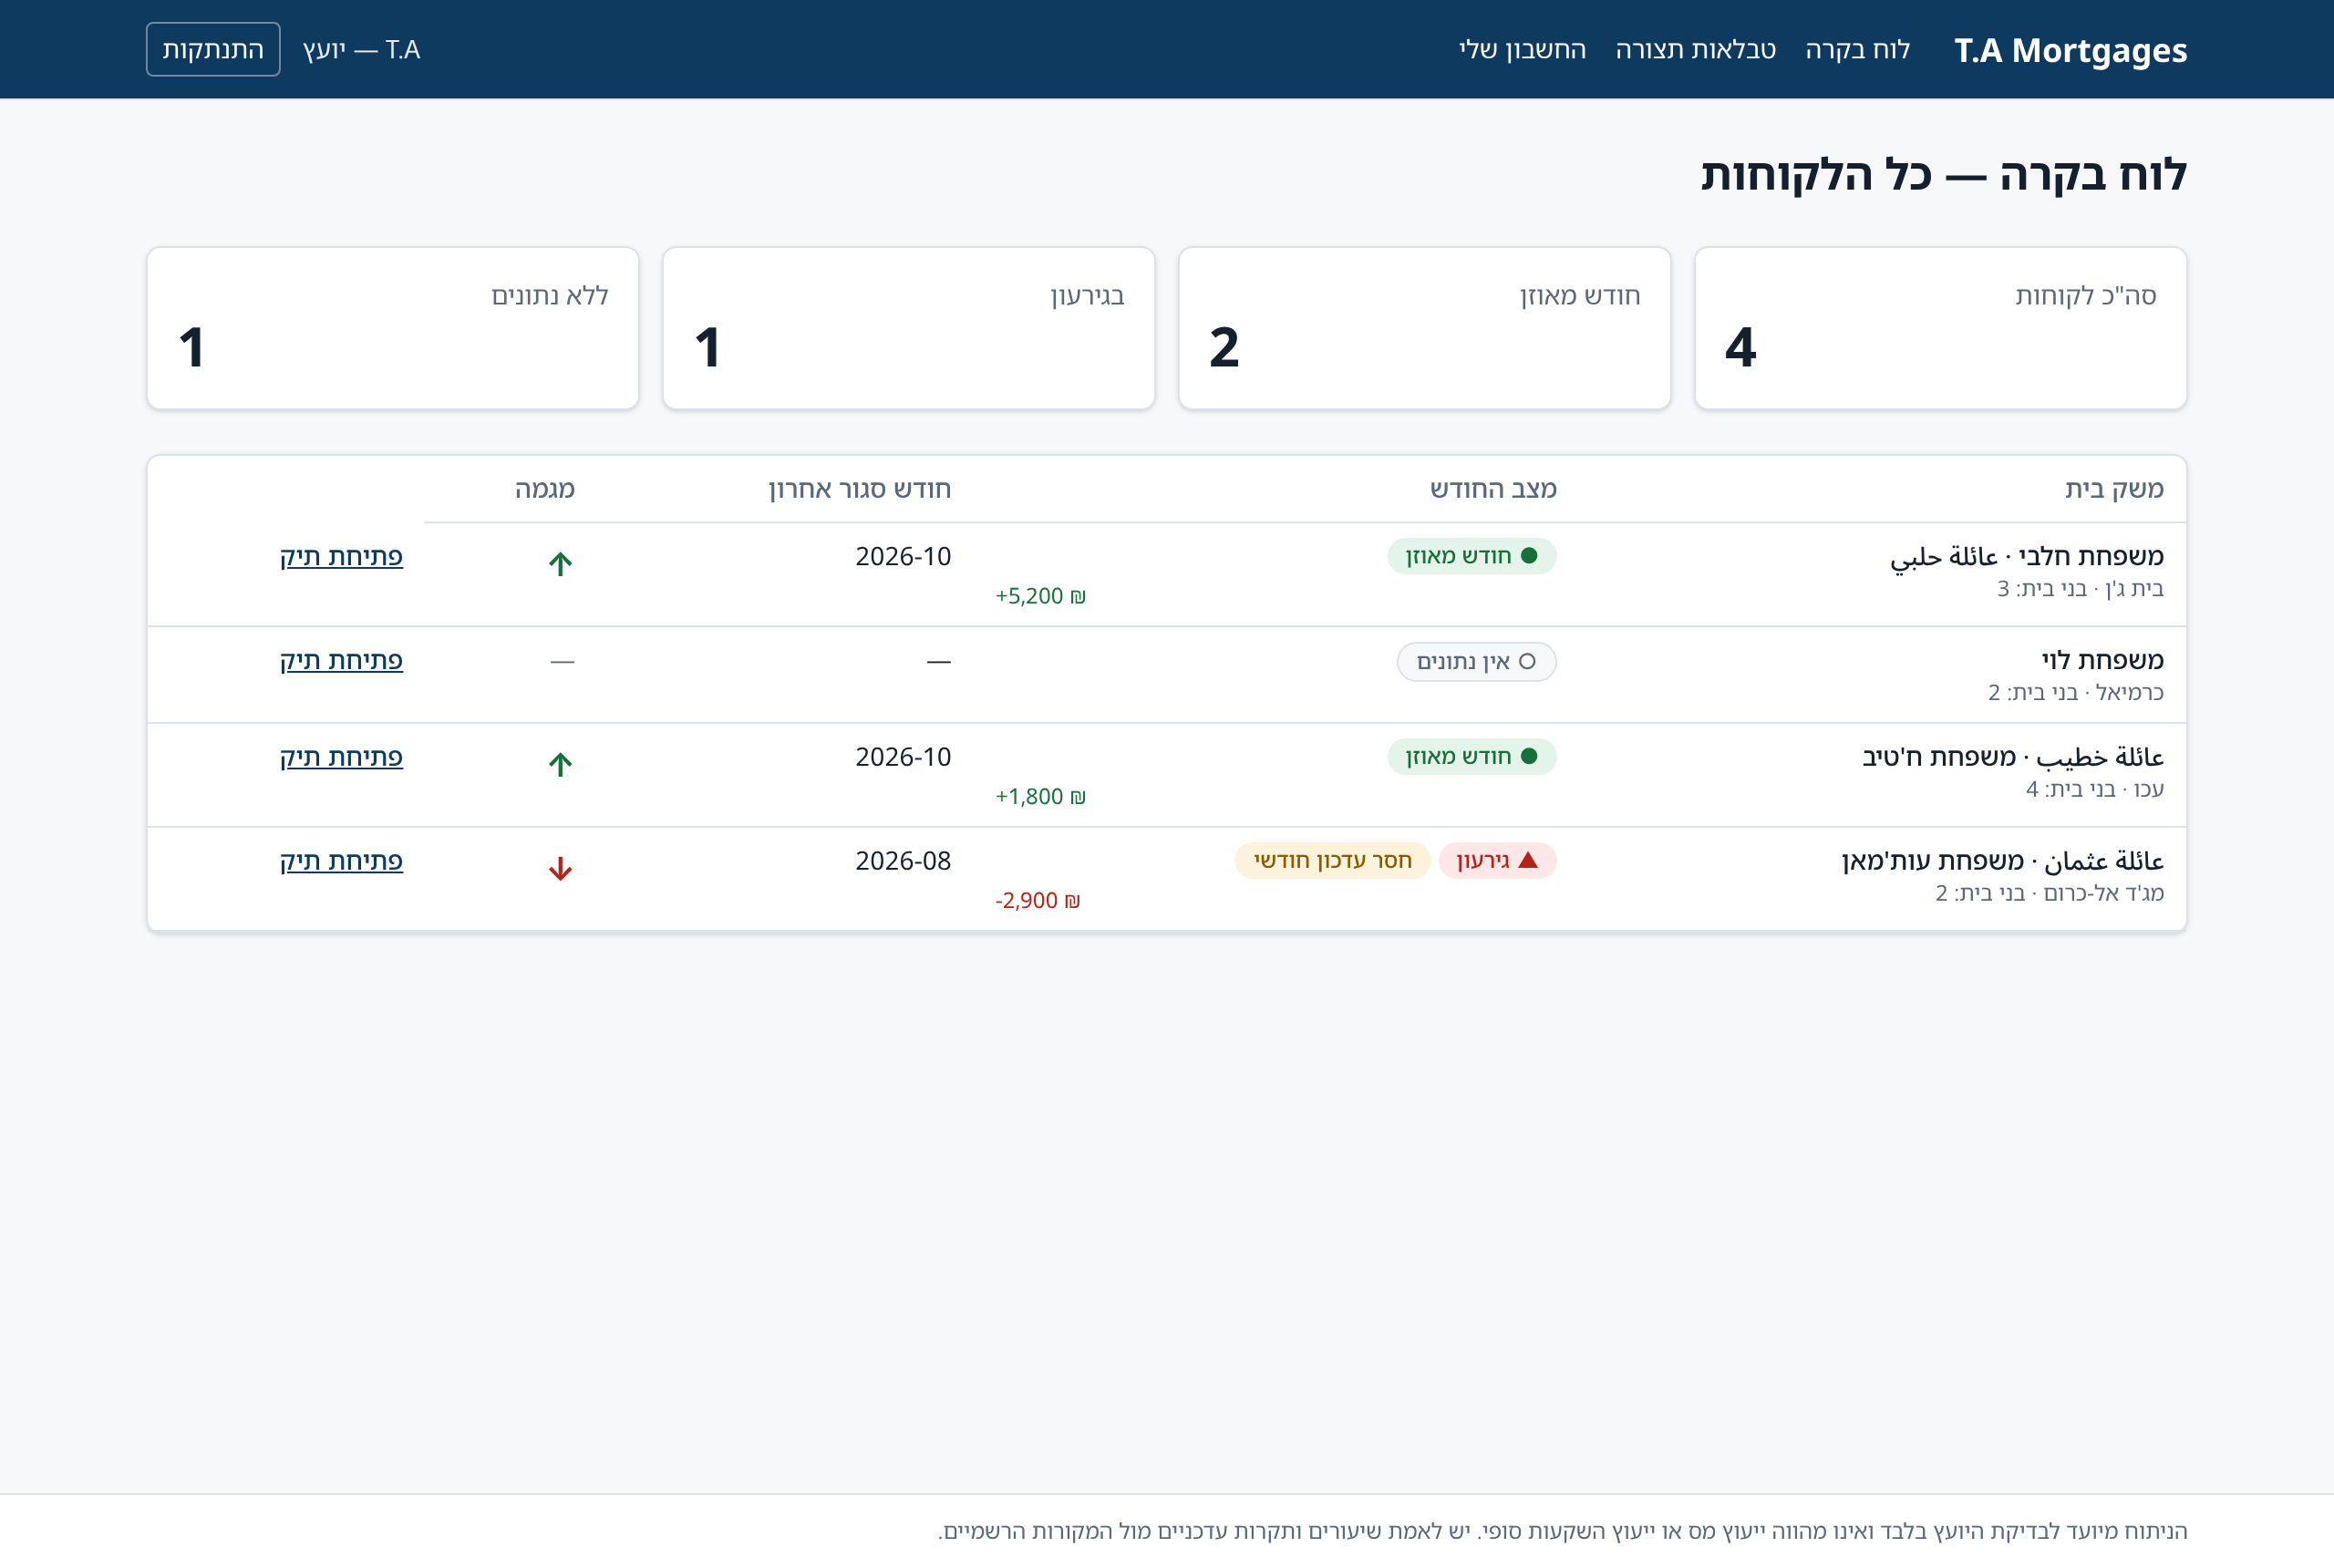 T.A Mortgages לוח בקרה טבלאות תצורה החשבון שלי T.A — יועץ התנתקות
לוח בקרה — כל הלקוחות
סה"כ לקוחות חודש מאוזן בגירעון ללא נתונים
4 2 1 1
משק בית מצב החודש חודש סגור אחרון מגמה
משפחת חלבי · عائلة حلبي ● חודש מאוזן 2026-10 ↑ פתיחת תיק
בית ג'ן · בני בית: 3 +5,200 ₪
משפחת לוי ○ אין נתונים — — פתיחת תיק
כרמיאל · בני בית: 2
عائلة خطيب · משפחת ח'טיב ● חודש מאוזן 2026-10 ↑ פתיחת תיק
עכו · בני בית: 4 +1,800 ₪
عائلة عثمان · משפחת עות'מאן ▲ גירעון חסר עדכון חודשי 2026-08 ↓ פתיחת תיק
מג'ד אל-כרום · בני בית: 2 -2,900 ₪
הניתוח מיועד לבדיקת היועץ בלבד ואינו מהווה ייעוץ מס או ייעוץ השקעות סופי. יש לאמת שיעורים ותקרות עדכניים מול המקורות הרשמיים.